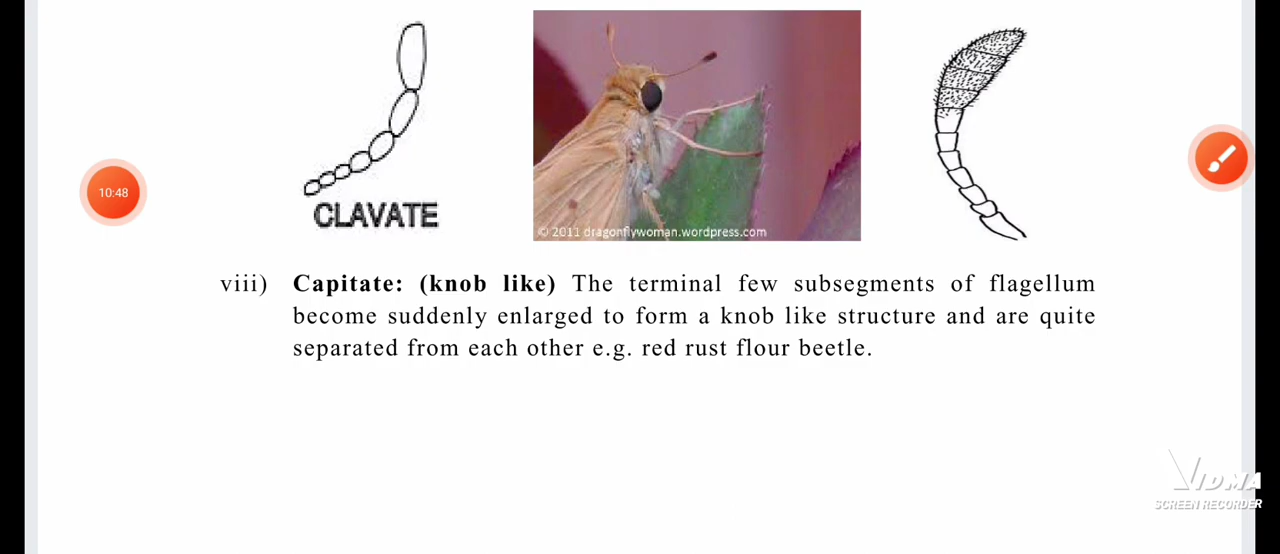 10:48
CLAVATE
© 2011 dragonflywoman.wordpress.com
viii) Capitate: (knob like) The terminal few subsegments of flagellum
become suddenly enlarged to form a knob like structure and are quite
separated from each other e.g. red rust flour beetle.
VIDMA
SCREEN RECORDER